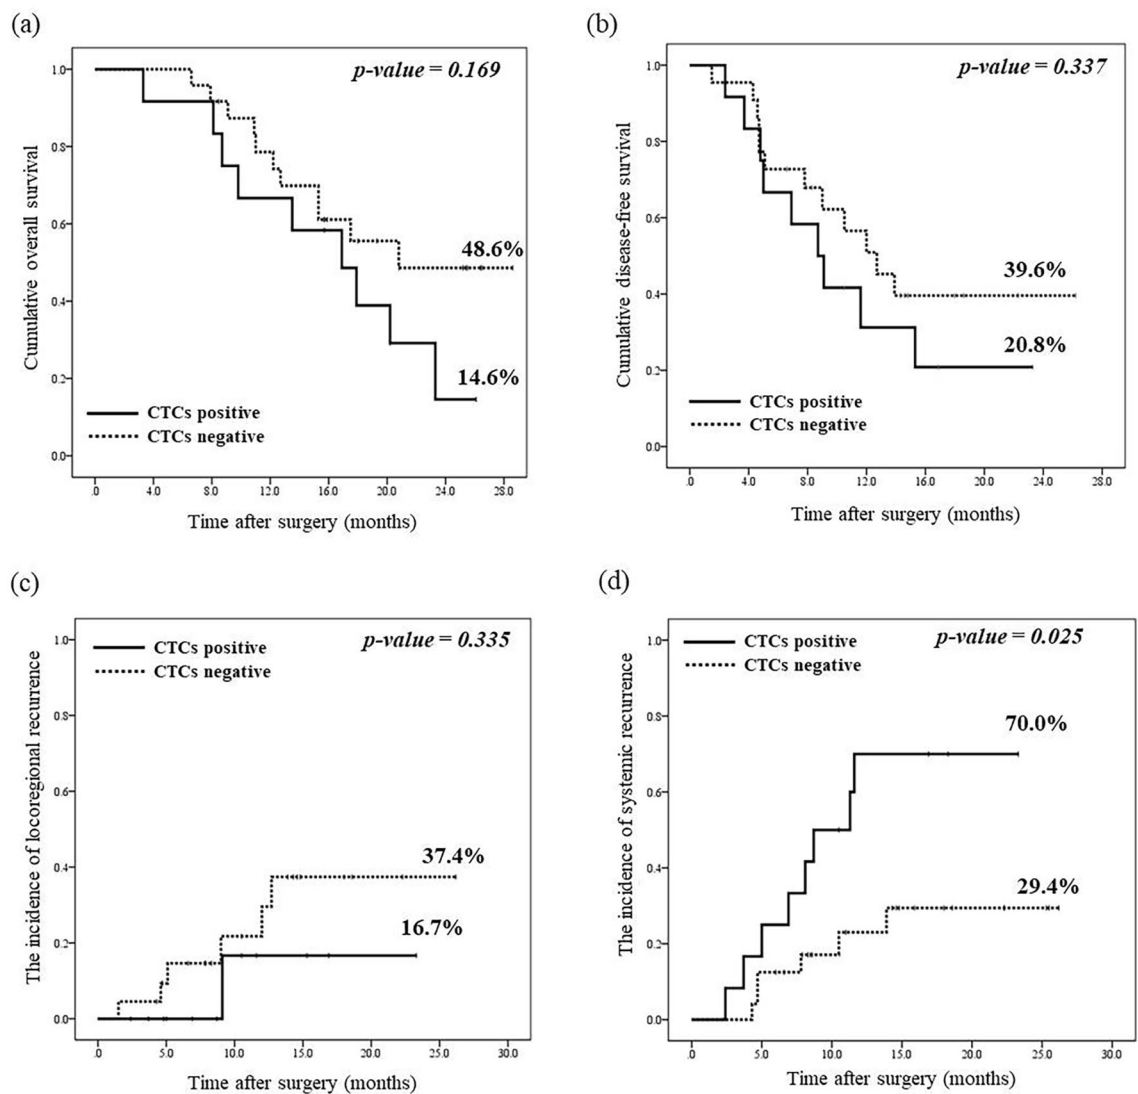 (a)
p-value = 0.169
Cumulative overall survival
1.0
0.8
0.6
0.4
0.2
0.0
48.6%
14.6%
CTCs positive
CTCs negative
.0 4.0 8.0 12.0 16.0 20.0 24.0 28.0
Time after surgery (months)
(b)
p-value = 0.337
Cumulative disease-free survival
1.0
0.8
0.6
0.4
0.2
0.0
39.6%
20.8%
CTCs positive
CTCs negative
.0 4.0 8.0 12.0 16.0 20.0 24.0 28.0
Time after surgery (months)
(c)
p-value = 0.335
CTCs positive
CTCs negative
The incidence of locoregional recurrence
1.0
0.8
0.6
0.4
0.2
0.0
37.4%
16.7%
.0 5.0 10.0 15.0 20.0 25.0 30.0
Time after surgery (months)
(d)
p-value = 0.025
CTCs positive
CTCs negative
The incidence of systemic recurrence
1.0
0.8
0.6
0.4
0.2
0.0
70.0%
29.4%
.0 5.0 10.0 15.0 20.0 25.0 30.0
Time after surgery (months)